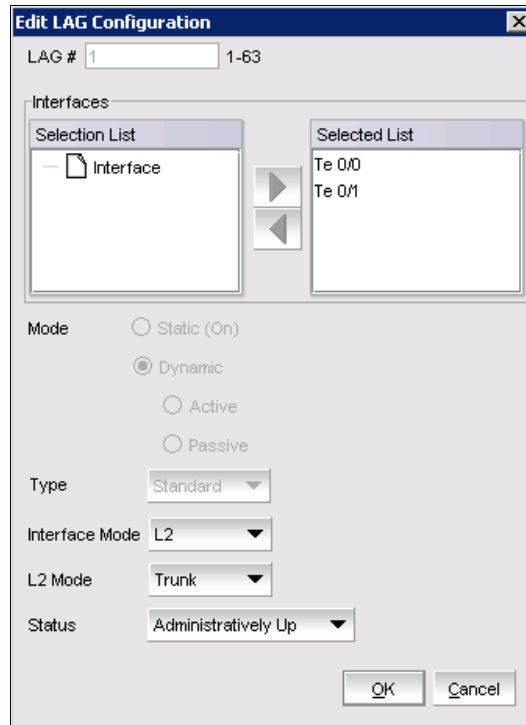 Edit LAG Configuration
LAG # 1 1-63
Interfaces
Selection List
Interface
Selected List
Te 0/0
Te 0/1
Mode Static (On)
Dynamic
Active
Passive
Type Standard
Interface Mode L2
L2 Mode Trunk
Status Administratively Up
OK Cancel